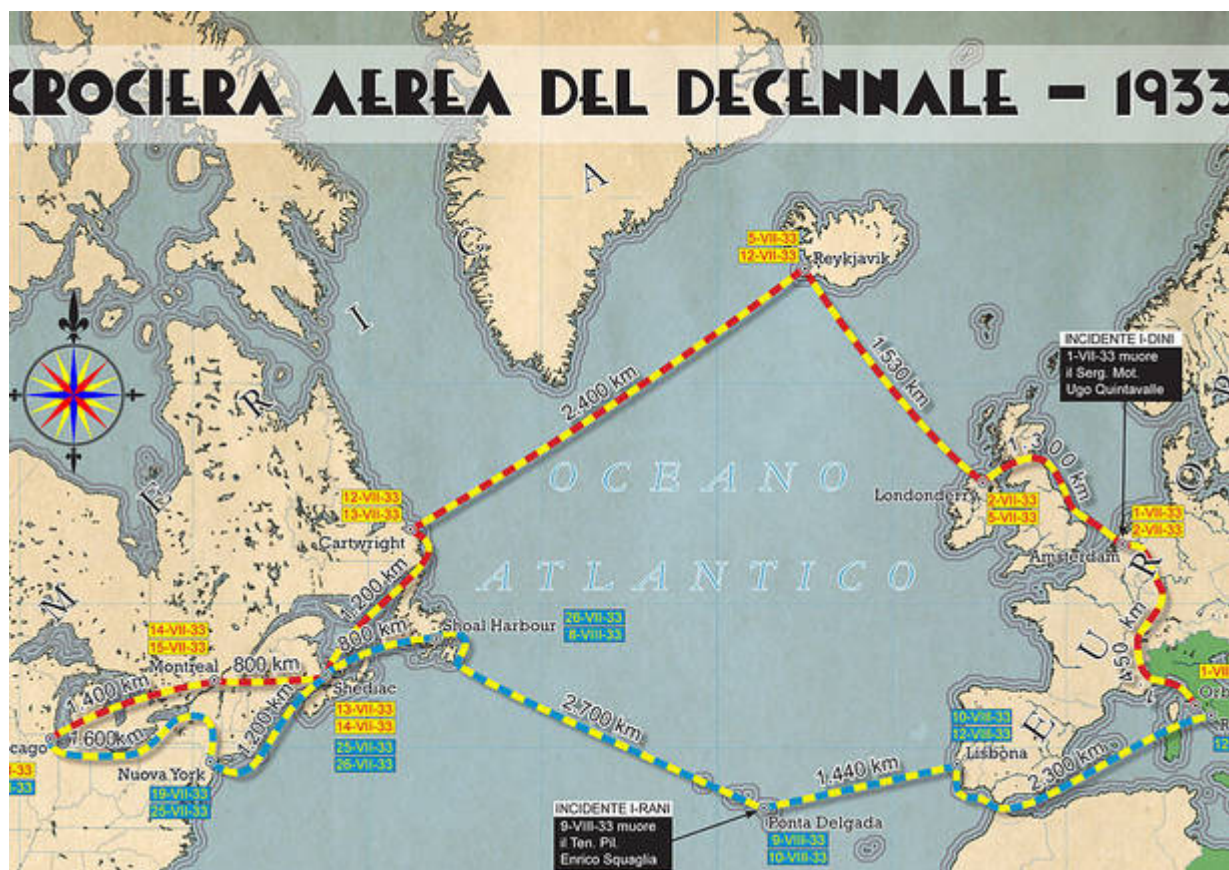 CROCIERA AEREA DEL DECENNALE – 1933
A
C
I
R
E
M
E
U
R
O
P
5-VII-33
12-VII-33
Reykjavik
2.400 km
1.530 km
INCIDENTE I-DINI
1-VII-33 muore
il Serg. Mot.
Ugo Quintavalle
OCEANO
ATLANTICO
Londonderry
2-VII-33
5-VII-33
1-VII-33
2-VII-33
Amsterdam
12-VII-33
13-VII-33
Cartwright
1.200 km
800 km
Shoal Harbour
26-VII-33
8-VIII-33
14-VII-33
15-VII-33
Montreal
800 km
1.400 km
Shediac
13-VII-33
14-VII-33
25-VII-33
26-VII-33
1.200 km
1.600km
Nuova York
19-VII-33
25-VII-33
2.700 km
1.440 km
10-VIII-33
12-VIII-33
Lisbona
2.300 km
INCIDENTE I-RANI
9-VIII-33 muore
il Ten. Pil.
Enrico Squaglia
Ponta Delgada
9-VIII-33
10-VIII-33